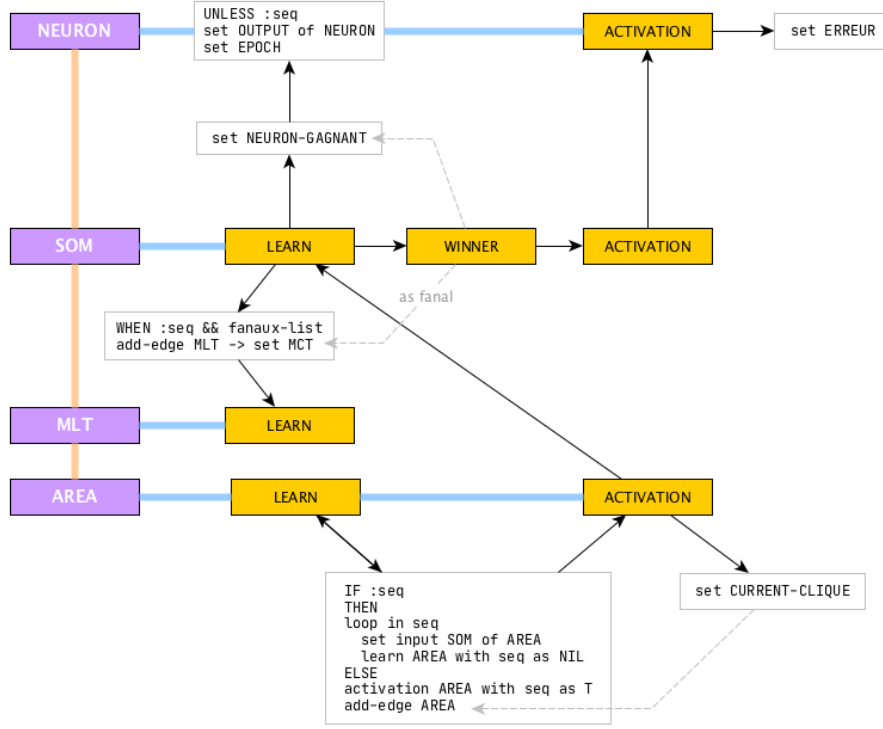 NEURON
UNLESS :seq
set OUTPUT of NEURON
set EPOCH
ACTIVATION
set ERREUR
set NEURON-GAGNANT
SOM
LEARN
WINNER
ACTIVATION
as fanal
WHEN :seq && fanaux-list
add-edge MLT -> set MCT
MLT
LEARN
AREA
LEARN
ACTIVATION
IF :seq
THEN
loop in seq
set input SOM of AREA
learn AREA with seq as NIL
ELSE
activation AREA with seq as T
add-edge AREA
set CURRENT-CLIQUE